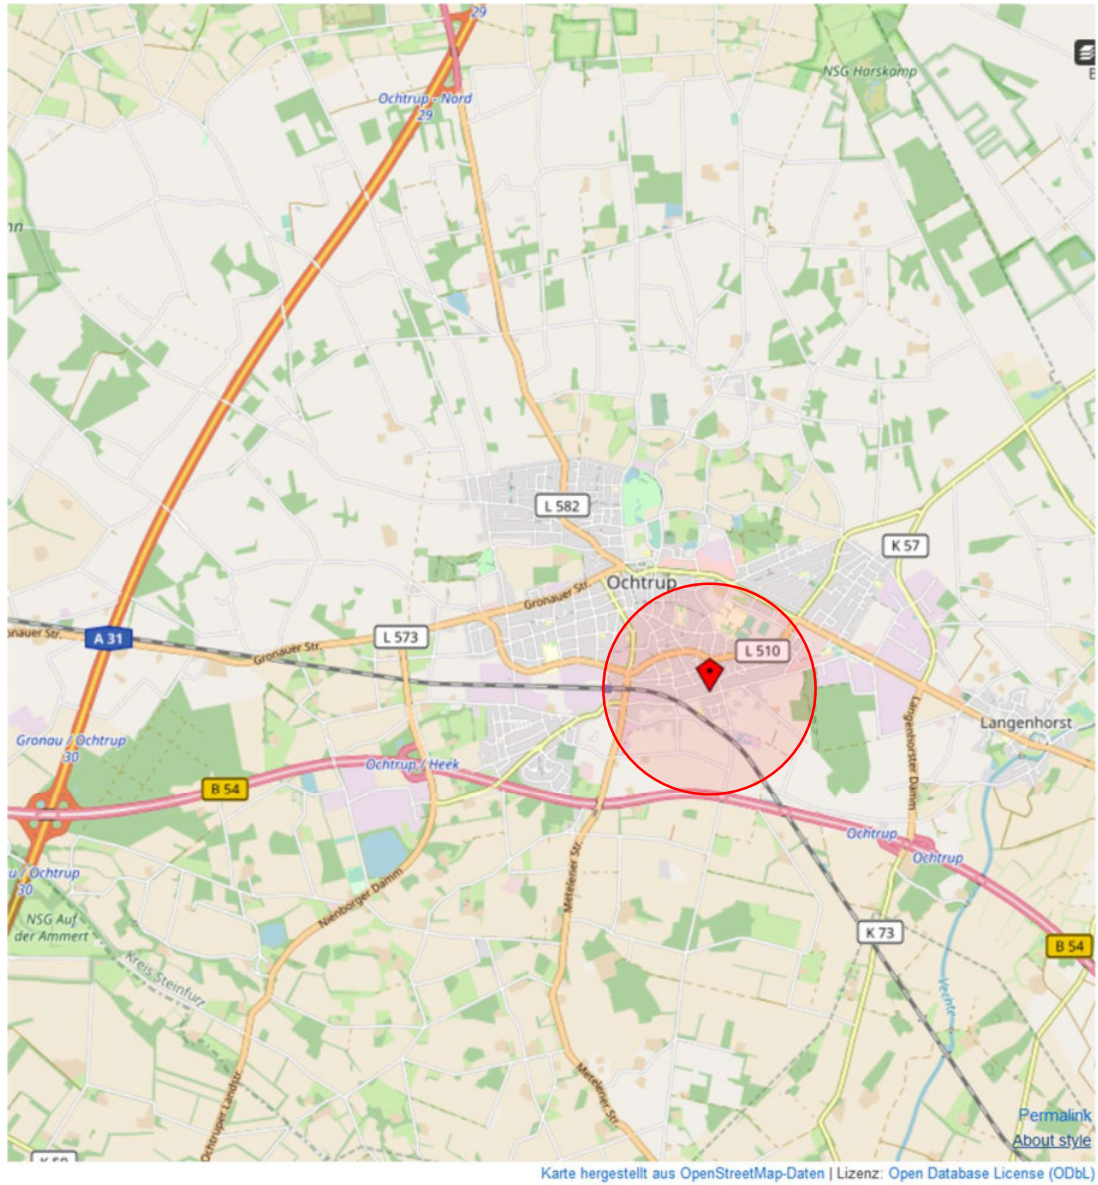 29
NSG Harskamp
Ochtrup - Nord
29
L 582
K 57
Ochtrup
Gronauer Str.
A 31
L 573
Gronauer Str.
L 510
Langenhorst
Langenhorster Damm
Gronau / Ochtrup
30
Ochtrup / Heek
B 54
Ochtrup
Ochtrup
u / Ochtrup
30
Metelener Str.
Nienborger Damm
NSG Auf
der Ammert
K 73
B 54
Kreis Steinfurt
Vechte
Metelener Str
Ochtruper Landstr.
Permalink
About style
Karte hergestellt aus OpenStreetMap-Daten | Lizenz: Open Database License (ODbL)